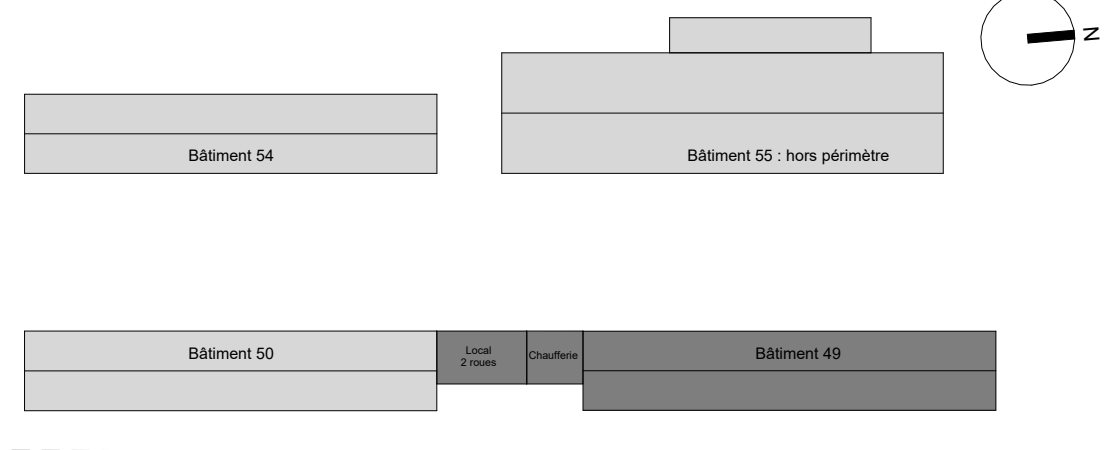 N
Bâtiment 54
Bâtiment 55 : hors périmètre
Bâtiment 50
Local
2 roues
Chaufferie
Bâtiment 49